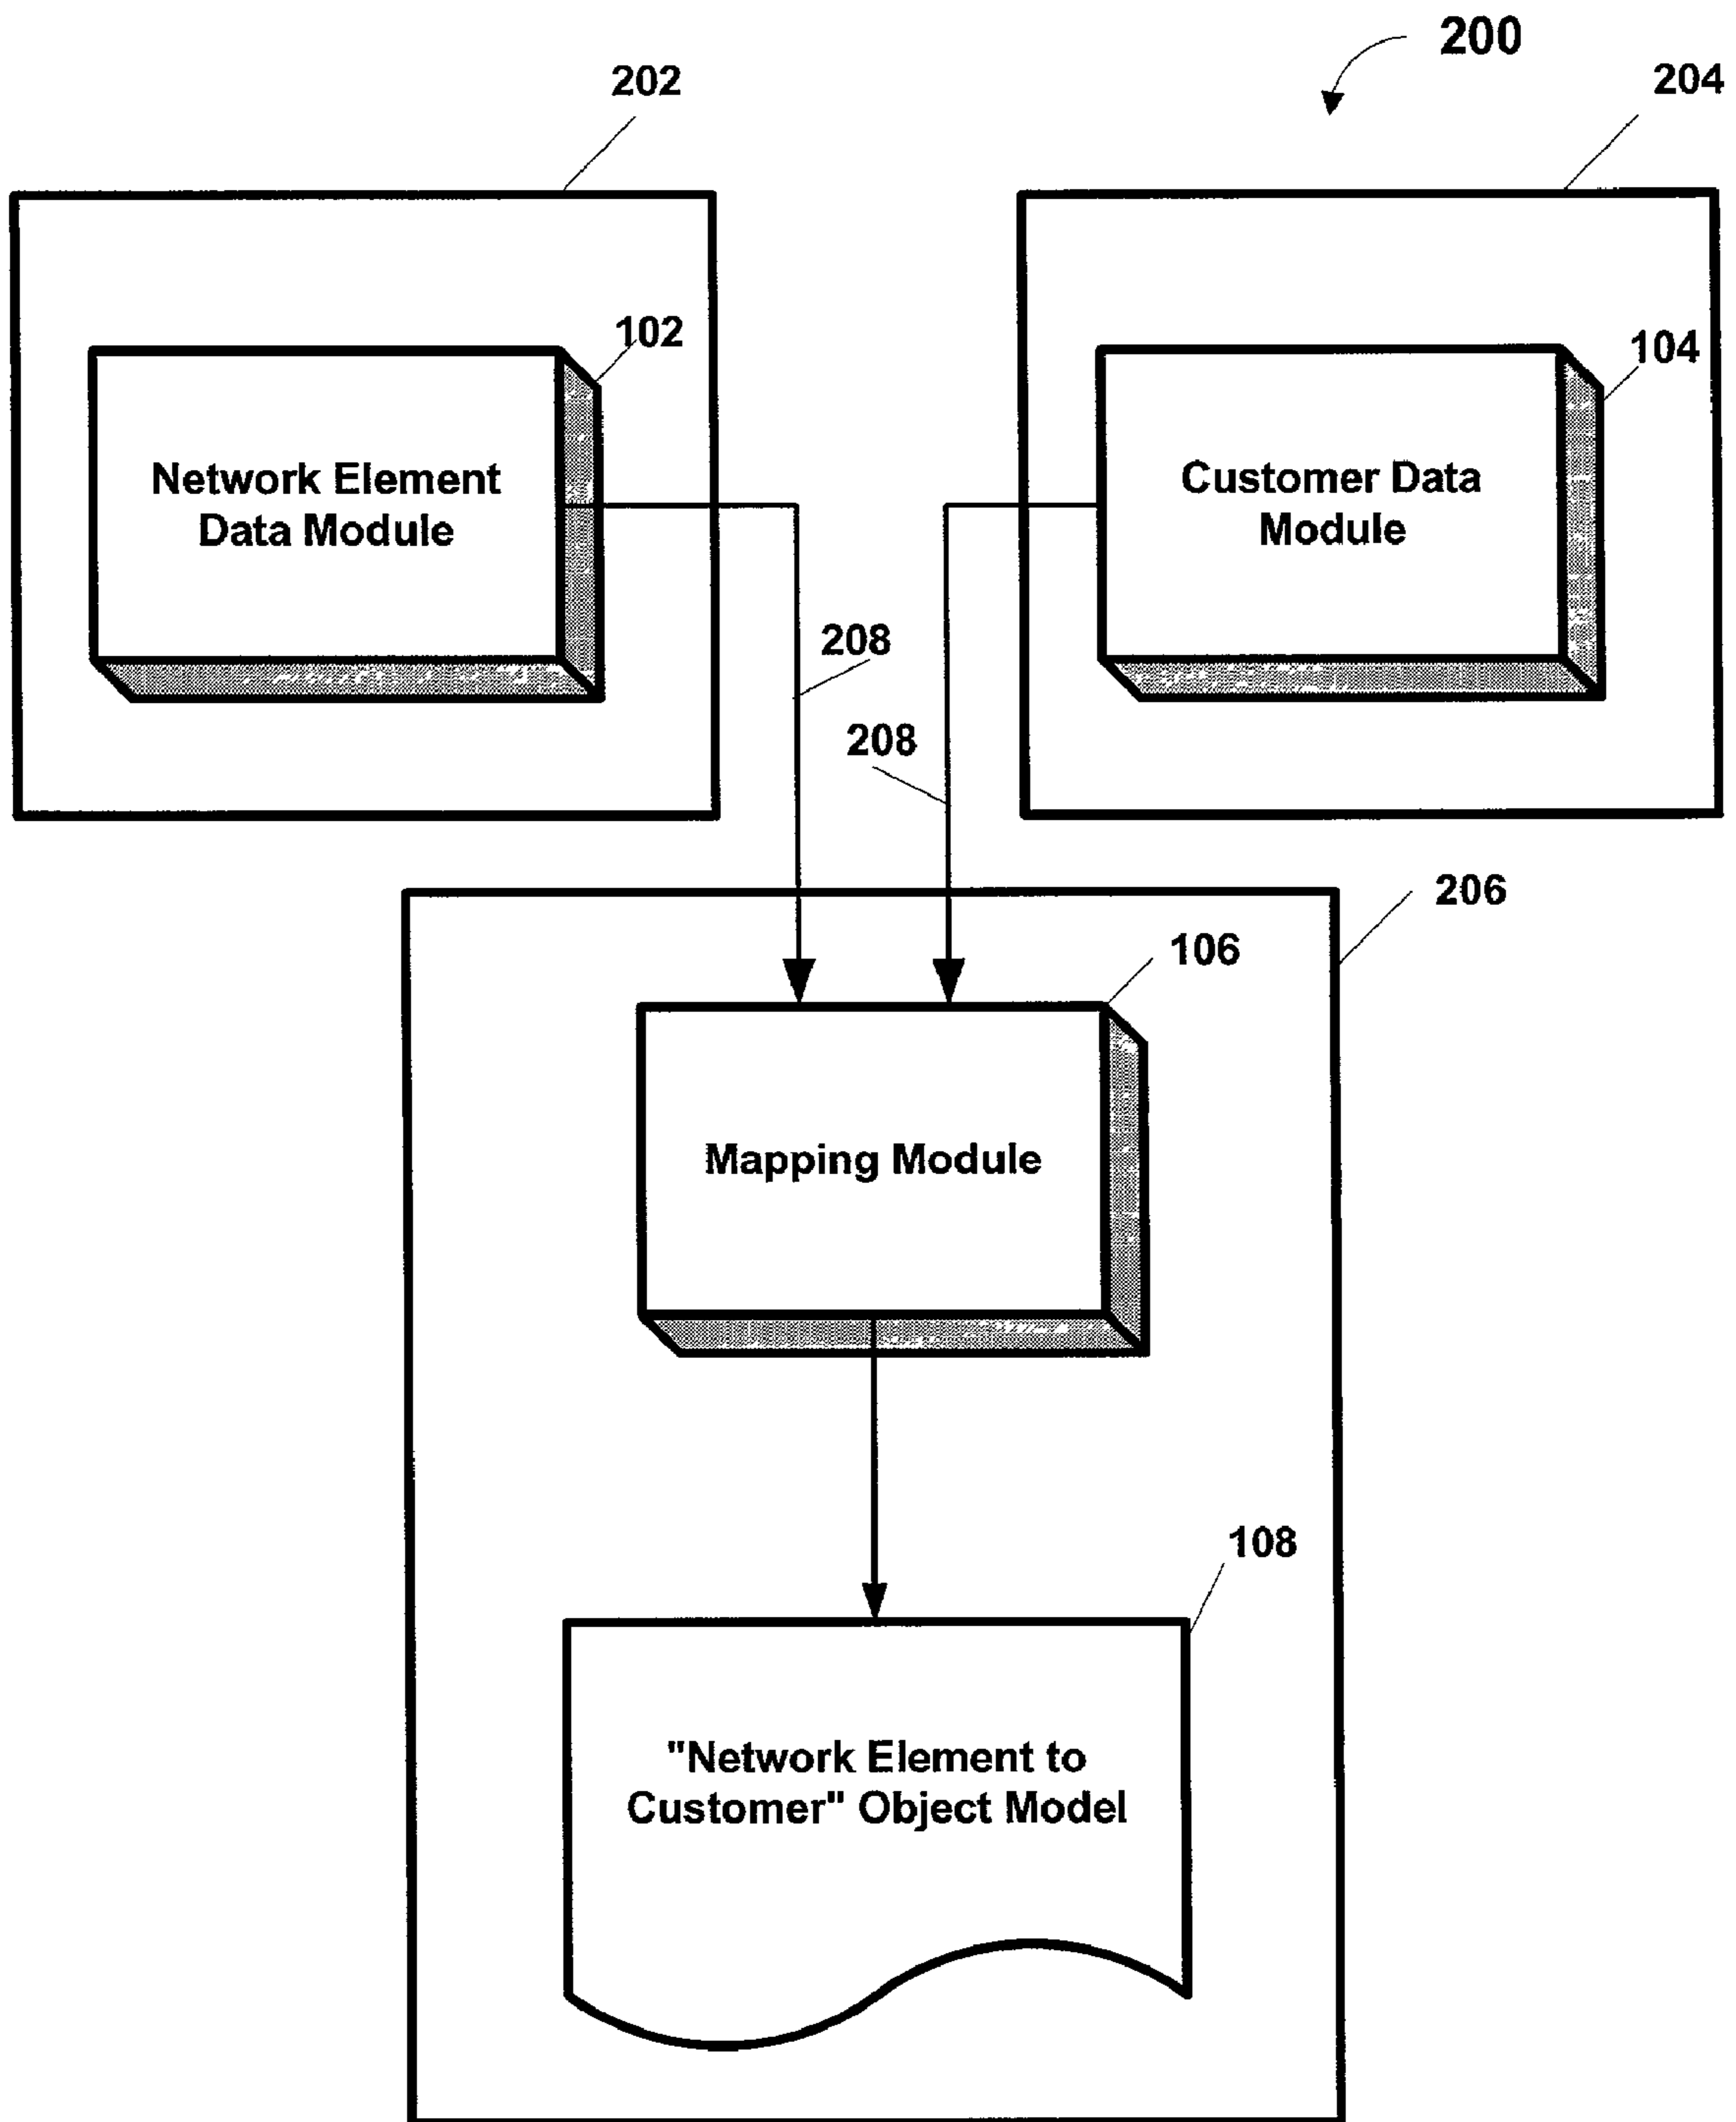 200
202
204
102
104
Network Element
Data Module
Customer Data
Module
208
208
206
106
Mapping Module
108
"Network Element to
Customer" Object Model